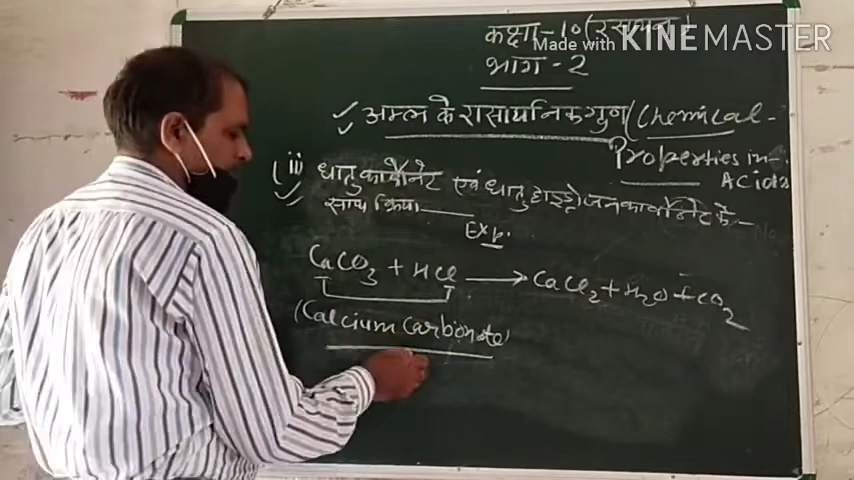 कक्षा-10(रसायन)
Made with KINEMASTER
भाग-2
अम्ल के रासायनिक गुण(Chemical-
Properties in-
Acids
(ii धातु कार्बोनेट एवं धातु हाइड्रोजन कार्बोनेट के-
साथ क्रिया—
Exp.
CaCO3 + HCl → CaCl2 + H2O + CO2
(Calcium Carbonate)